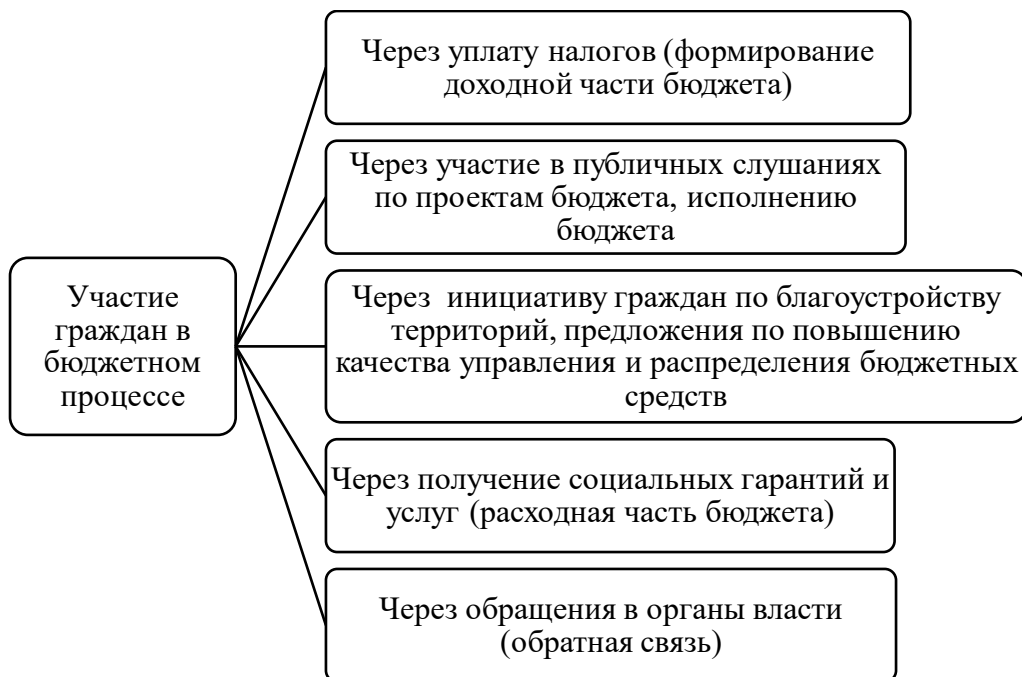 Через уплату налогов (формирование
доходной части бюджета)
Через участие в публичных слушаниях
по проектам бюджета, исполнению
бюджета
Участие
граждан в
бюджетном
процессе
Через инициативу граждан по благоустройству
территорий, предложения по повышению
качества управления и распределения бюджетных
средств
Через получение социальных гарантий и
услуг (расходная часть бюджета)
Через обращения в органы власти
(обратная связь)